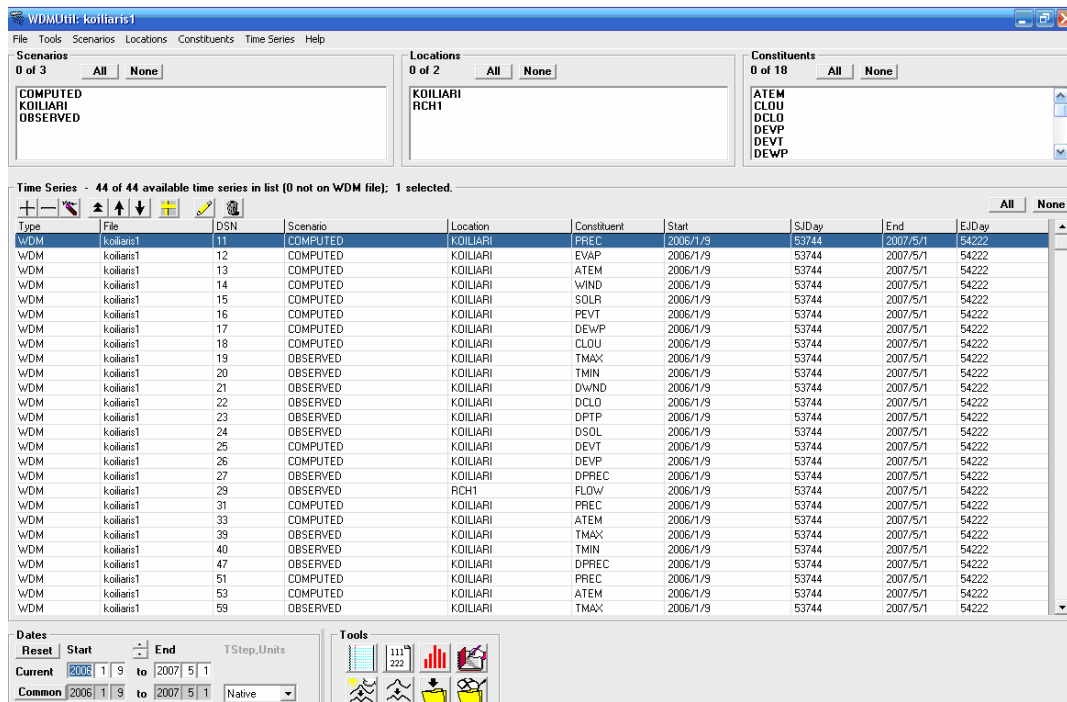 WDMUtil: koiliaris1
File Tools Scenarios Locations Constituents Time Series Help
Scenarios
0 of 3 All None
COMPUTED
KOILIARI
OBSERVED
Locations
0 of 2 All None
KOILIARI
RCH1
Constituents
0 of 18 All None
ATEM
CLOU
DCLO
DEVP
DEVT
DEWP
Time Series - 44 of 44 available time series in list (0 not on WDM file); 1 selected.
All None
Type File DSN Scenario Location Constituent Start SJDay End EJDay
WDM koiliaris1 11 COMPUTED KOILIARI PREC 2006/1/9 53744 2007/5/1 54222
WDM koiliaris1 12 COMPUTED KOILIARI EVAP 2006/1/9 53744 2007/5/1 54222
WDM koiliaris1 13 COMPUTED KOILIARI ATEM 2006/1/9 53744 2007/5/1 54222
WDM koiliaris1 14 COMPUTED KOILIARI WIND 2006/1/9 53744 2007/5/1 54222
WDM koiliaris1 15 COMPUTED KOILIARI SOLR 2006/1/9 53744 2007/5/1 54222
WDM koiliaris1 16 COMPUTED KOILIARI PEVT 2006/1/9 53744 2007/5/1 54222
WDM koiliaris1 17 COMPUTED KOILIARI DEWP 2006/1/9 53744 2007/5/1 54222
WDM koiliaris1 18 COMPUTED KOILIARI CLOU 2006/1/9 53744 2007/5/1 54222
WDM koiliaris1 19 OBSERVED KOILIARI TMAX 2006/1/9 53744 2007/5/1 54222
WDM koiliaris1 20 OBSERVED KOILIARI TMIN 2006/1/9 53744 2007/5/1 54222
WDM koiliaris1 21 OBSERVED KOILIARI DWND 2006/1/9 53744 2007/5/1 54222
WDM koiliaris1 22 OBSERVED KOILIARI DCLO 2006/1/9 53744 2007/5/1 54222
WDM koiliaris1 23 OBSERVED KOILIARI DPTP 2006/1/9 53744 2007/5/1 54222
WDM koiliaris1 24 OBSERVED KOILIARI DSOL 2006/1/9 53744 2007/5/1 54222
WDM koiliaris1 25 COMPUTED KOILIARI DEVT 2006/1/9 53744 2007/5/1 54222
WDM koiliaris1 26 COMPUTED KOILIARI DEVP 2006/1/9 53744 2007/5/1 54222
WDM koiliaris1 27 OBSERVED KOILIARI DPREC 2006/1/9 53744 2007/5/1 54222
WDM koiliaris1 29 OBSERVED RCH1 FLOW 2006/1/9 53744 2007/5/1 54222
WDM koiliaris1 31 COMPUTED KOILIARI PREC 2006/1/9 53744 2007/5/1 54222
WDM koiliaris1 33 COMPUTED KOILIARI ATEM 2006/1/9 53744 2007/5/1 54222
WDM koiliaris1 39 OBSERVED KOILIARI TMAX 2006/1/9 53744 2007/5/1 54222
WDM koiliaris1 40 OBSERVED KOILIARI TMIN 2006/1/9 53744 2007/5/1 54222
WDM koiliaris1 47 OBSERVED KOILIARI DPREC 2006/1/9 53744 2007/5/1 54222
WDM koiliaris1 51 COMPUTED KOILIARI PREC 2006/1/9 53744 2007/5/1 54222
WDM koiliaris1 53 COMPUTED KOILIARI ATEM 2006/1/9 53744 2007/5/1 54222
WDM koiliaris1 59 OBSERVED KOILIARI TMAX 2006/1/9 53744 2007/5/1 54222
Dates
Reset Start End TStep,Units
Current 2006 1 9 to 2007 5 1
Common 2006 1 9 to 2007 5 1 Native
Tools
111
222